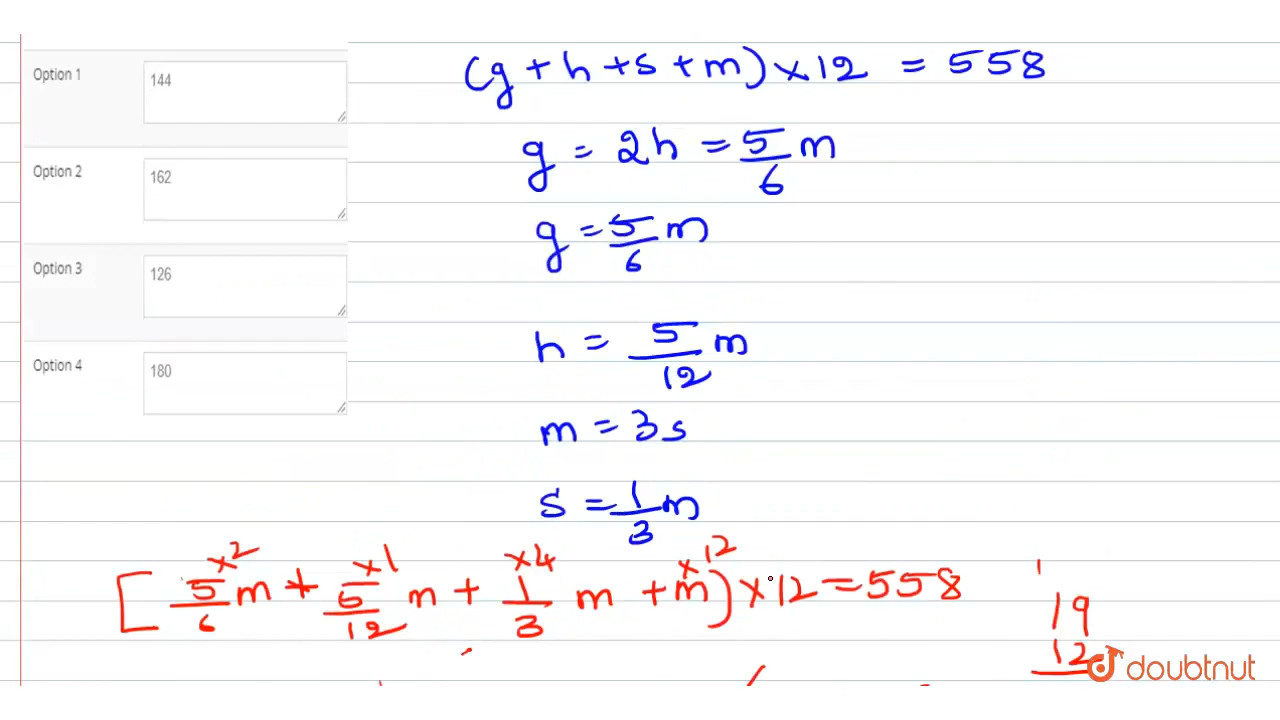 Option 1
144
Option 2
162
Option 3
126
Option 4
180
(g + h + s + m) × 12 = 558
g = 2h = 5/6 m
g = 5/6 m
h = 5/12 m
m = 3s
s = 1/3 m
×2 ×1 ×4 ×12
[ 5/6 m + 5/12 m + 1/3 m + m ) × 12 = 558
1
19
12
doubtnut